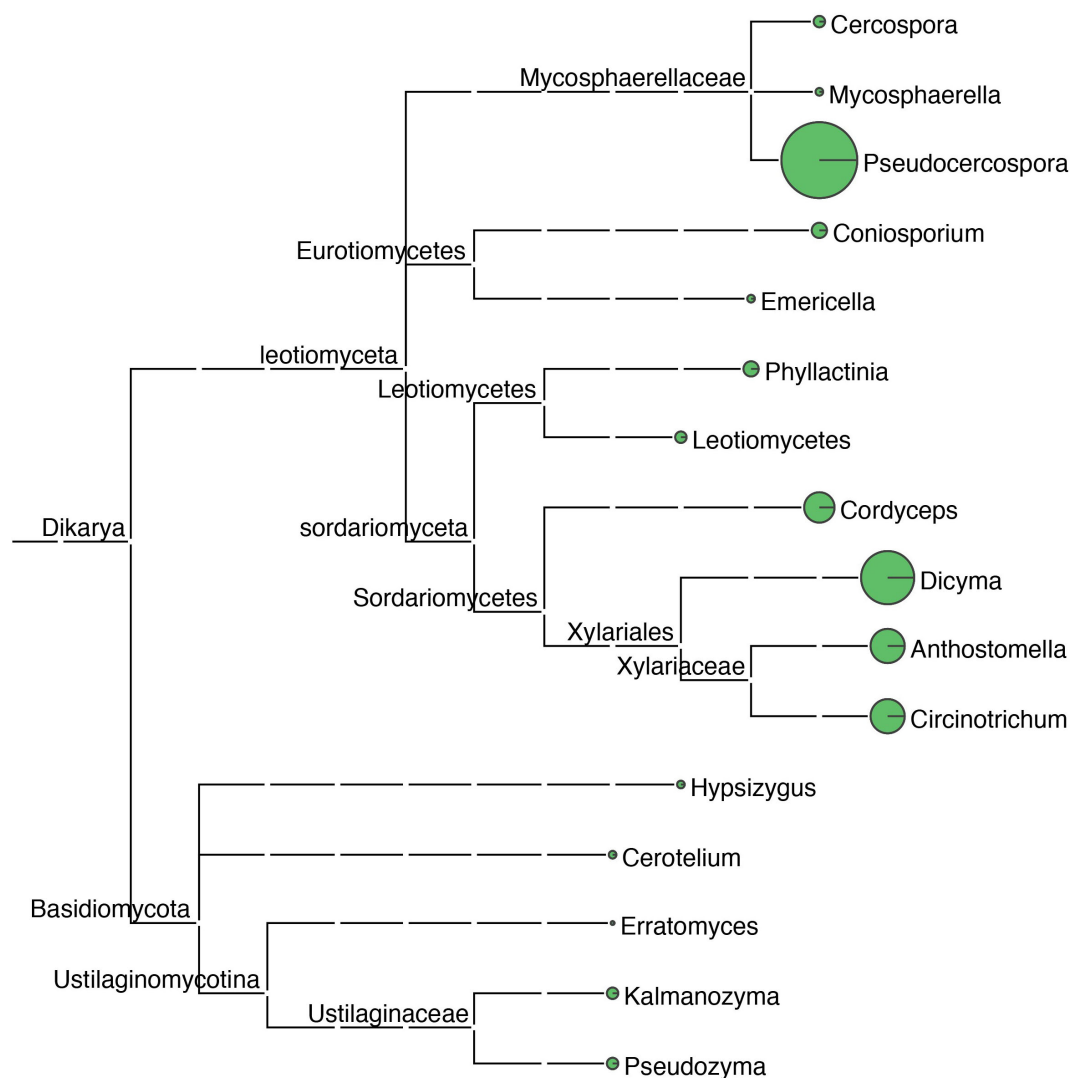 Cercospora
Mycosphaerellaceae
Mycosphaerella
Pseudocercospora
Coniosporium
Eurotiomycetes
Emericella
leotiomyceta
Phyllactinia
Leotiomycetes
Leotiomycetes
Cordyceps
Dikarya
sordariomyceta
Dicyma
Sordariomycetes
Xylariales
Anthostomella
Xylariaceae
Circinotrichum
Hypsizygus
Cerotelium
Basidiomycota
Erratomyces
Ustilaginomycotina
Kalmanozyma
Ustilaginaceae
Pseudozyma